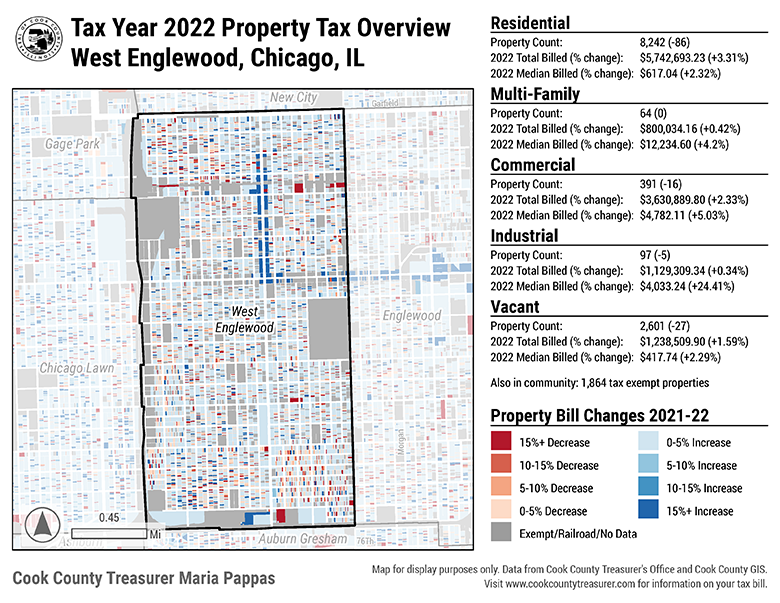 Tax Year 2022 Property Tax Overview
West Englewood, Chicago, IL
New City
Garfield
Gage Park
West
Englewood
Englewood
Chicago Lawn
Morgan
0.45
Mi
Ashburn
Auburn Gresham
76Th
Cook County Treasurer Maria Pappas
Residential
Property Count: 8,242 (-86)
2022 Total Billed (% change): $5,742,693.23 (+3.31%)
2022 Median Billed (% change): $617.04 (+2.32%)
Multi-Family
Property Count: 64 (0)
2022 Total Billed (% change): $800,034.16 (+0.42%)
2022 Median Billed (% change): $12,234.60 (+4.2%)
Commercial
Property Count: 391 (-16)
2022 Total Billed (% change): $3,630,889.80 (+2.33%)
2022 Median Billed (% change): $4,782.11 (+5.03%)
Industrial
Property Count: 97 (-5)
2022 Total Billed (% change): $1,129,309.34 (+0.34%)
2022 Median Billed (% change): $4,033.24 (+24.41%)
Vacant
Property Count: 2,601 (-27)
2022 Total Billed (% change): $1,238,509.90 (+1.59%)
2022 Median Billed (% change): $417.74 (+2.29%)
Also in community: 1,864 tax exempt properties
Property Bill Changes 2021-22
15%+ Decrease
0-5% Increase
10-15% Decrease
5-10% Increase
5-10% Decrease
10-15% Increase
0-5% Decrease
15%+ Increase
Exempt/Railroad/No Data
Map for display purposes only. Data from Cook County Treasurer's Office and Cook County GIS.
Visit www.cookcountytreasurer.com for information on your tax bill.